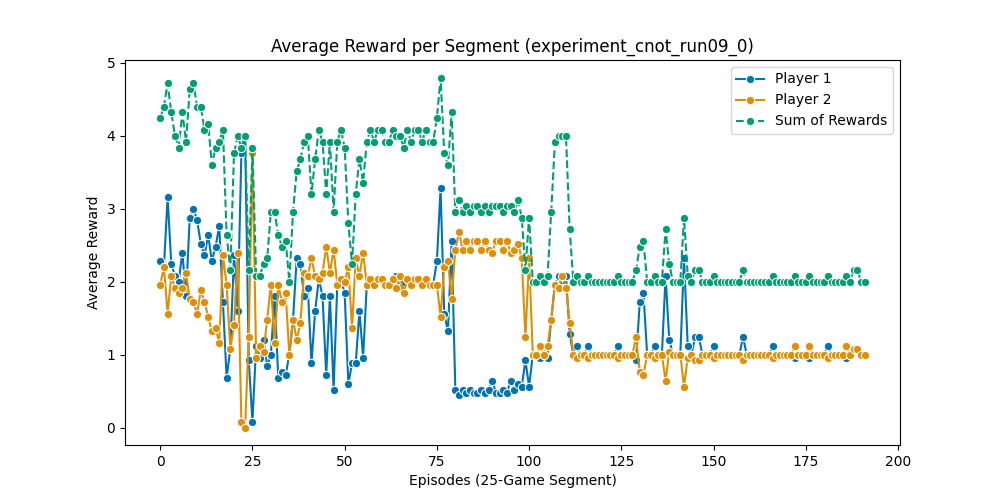 Average Reward per Segment (experiment_cnot_run09_0)
Player 1
Player 2
Sum of Rewards
Average Reward
5
4
3
2
1
0
0
25
50
75
100
125
150
175
200
Episodes (25-Game Segment)